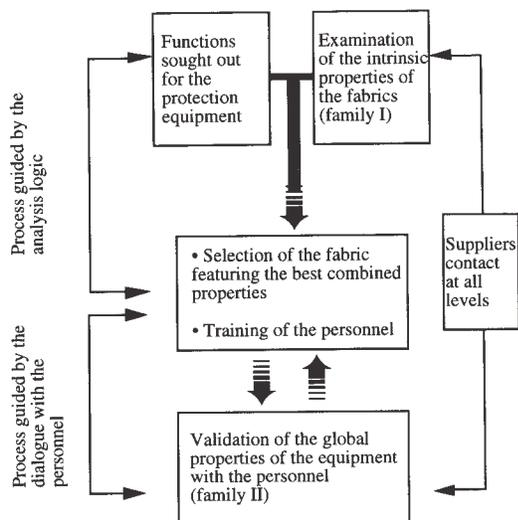 Functions
sought out
for the
protection
equipment
Examination
of the intrinsic
properties of
the fabrics
(family I)
Process guided by the
analysis logic
• Selection of the fabric
featuring the best combined
properties
• Training of the personnel
Suppliers
contact
at all
levels
Process guided by the
dialogue with the
personnel
Validation of the global
properties of the equipment
with the personnel
(family II)